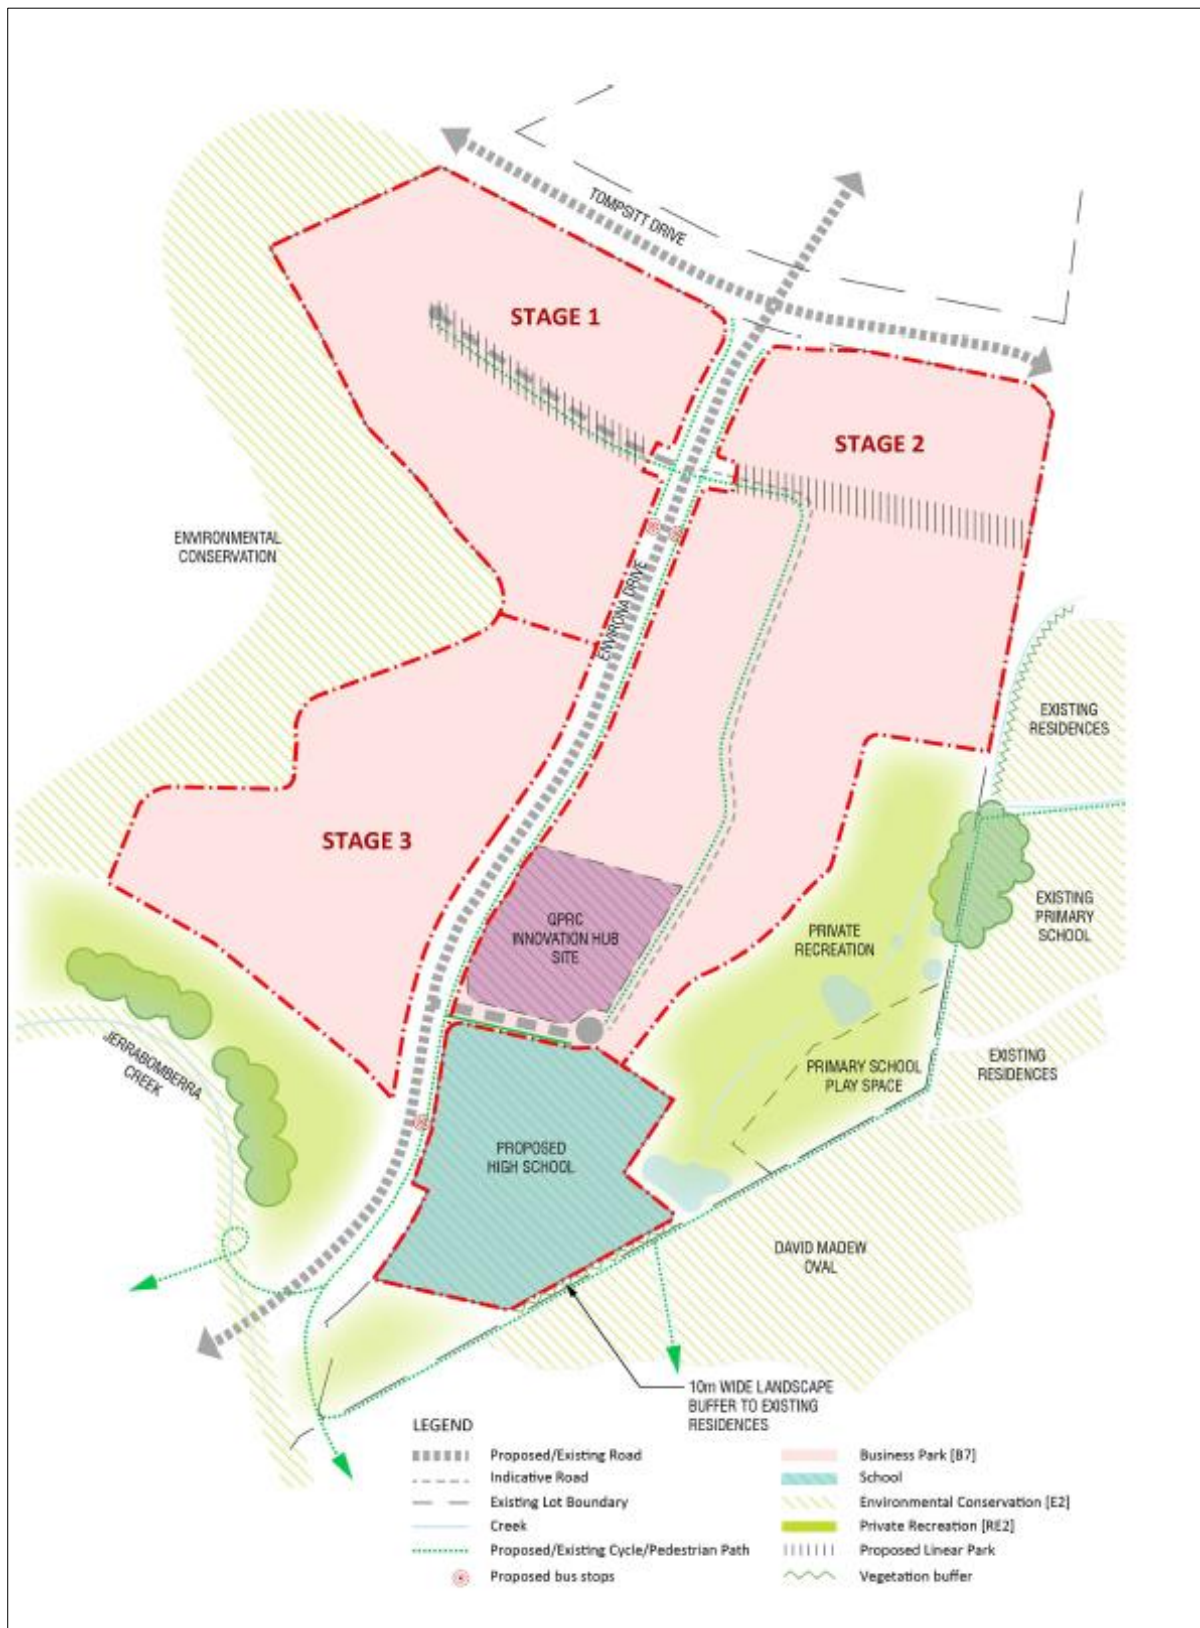 TOMPSITT DRIVE
STAGE 1
STAGE 2
ENVIRONMENTAL
CONSERVATION
ENVIRONA DRIVE
EXISTING
RESIDENCES
STAGE 3
QPRC
INNOVATION HUB
SITE
PRIVATE
RECREATION
EXISTING
PRIMARY
SCHOOL
JERRABOMBERRA
CREEK
PRIMARY SCHOOL
PLAY SPACE
EXISTING
RESIDENCES
PROPOSED
HIGH SCHOOL
DAVID MADEW
OVAL
10m WIDE LANDSCAPE
BUFFER TO EXISTING
RESIDENCES
LEGEND
Proposed/Existing Road
Indicative Road
Existing Lot Boundary
Creek
Proposed/Existing Cycle/Pedestrian Path
Proposed bus stops
Business Park [B7]
School
Environmental Conservation [E2]
Private Recreation [RE2]
Proposed Linear Park
Vegetation buffer